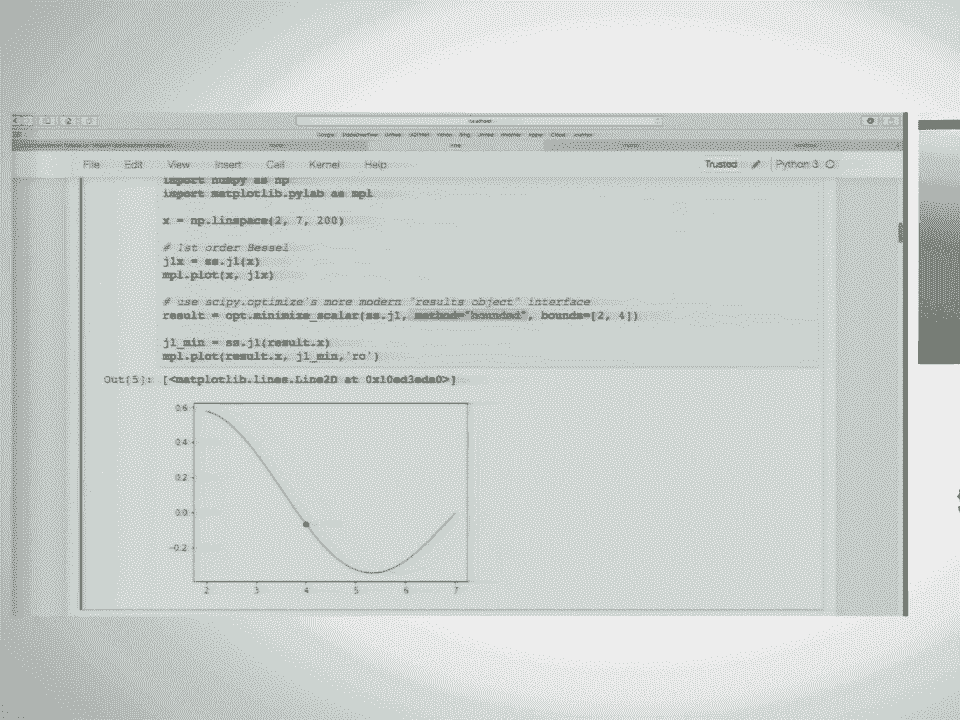 localhost
File Edit View Insert Cell Kernel Help Trusted Python 3
import numpy as np
import matplotlib.pylab as mpl
x = np.linspace(2, 7, 200)
# 1st order Bessel
j1x = ss.j1(x)
mpl.plot(x, j1x)
# use scipy.optimize's more modern "results object" interface
result = opt.minimize_scalar(ss.j1, method="bounded", bounds=[2, 4])
j1_min = ss.j1(result.x)
mpl.plot(result.x, j1_min,'ro')
Out[5]: [<matplotlib.lines.Line2D at 0x10ed3eda0>]
0.6
0.4
0.2
0.0
-0.2
2 3 4 5 6 7